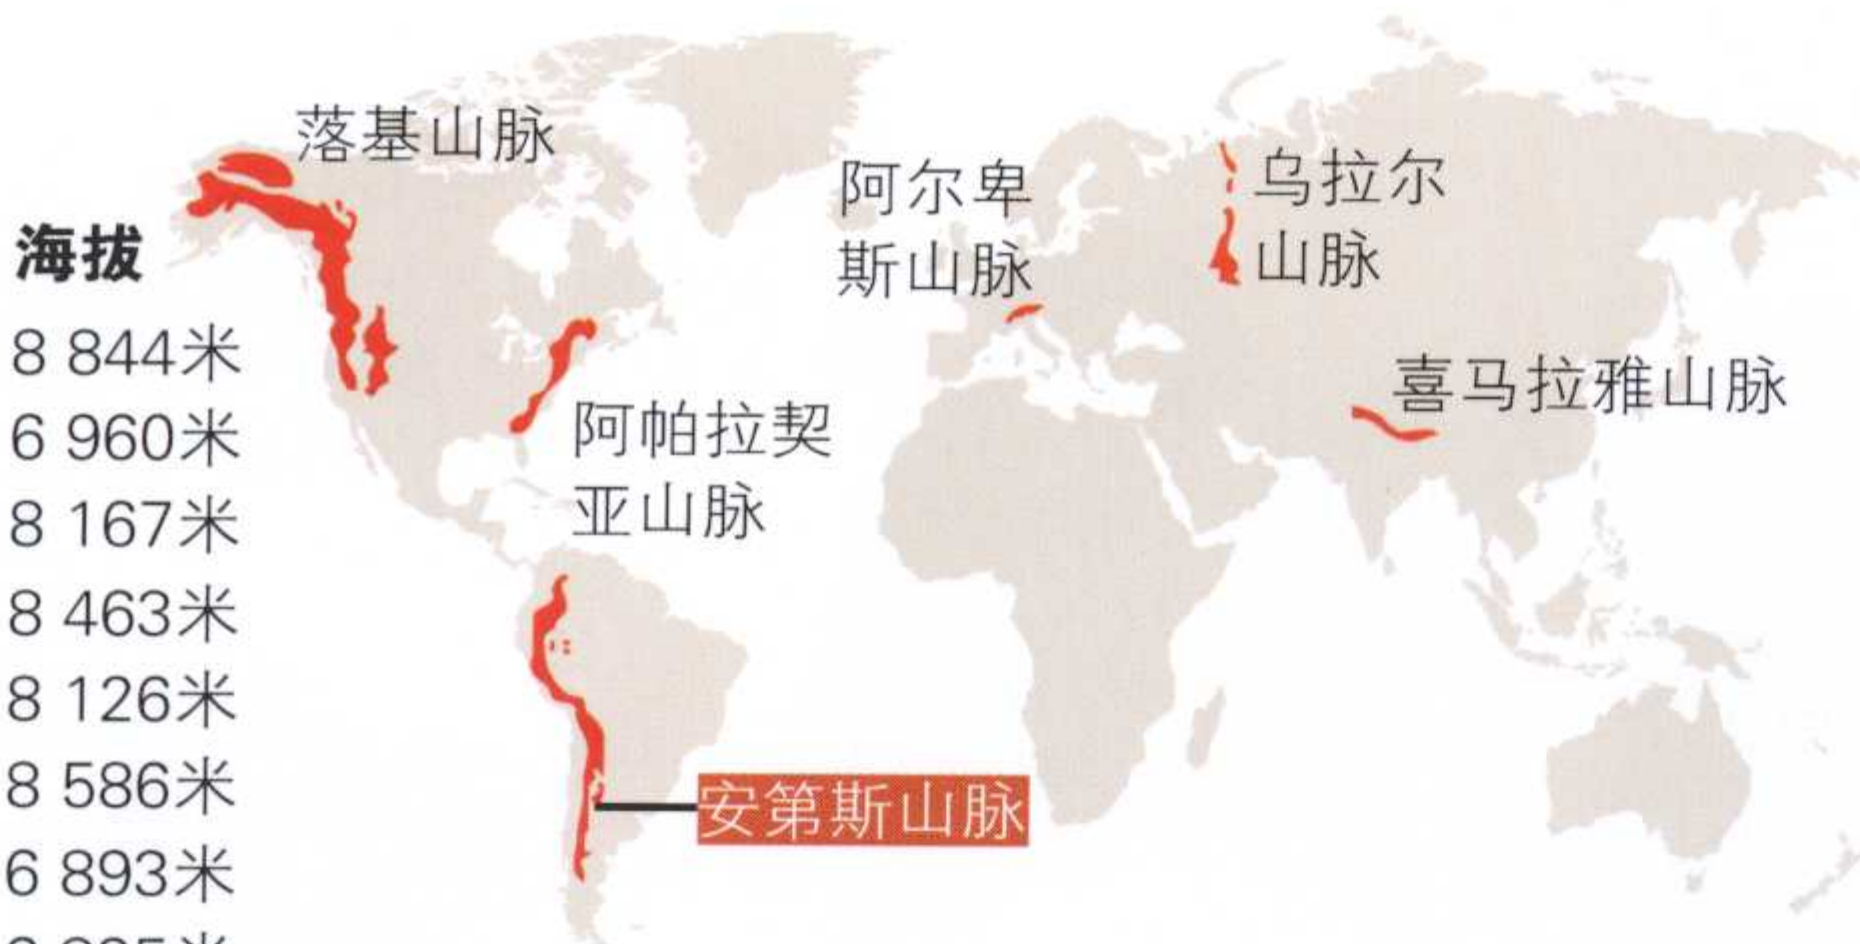 落基山脉
阿尔卑
斯山脉
乌拉尔
山脉
海拔
8 844米
6 960米
8 167米
8 463米
8 126米
8 586米
6 893米
喜马拉雅山脉
阿帕拉契
亚山脉
安第斯山脉